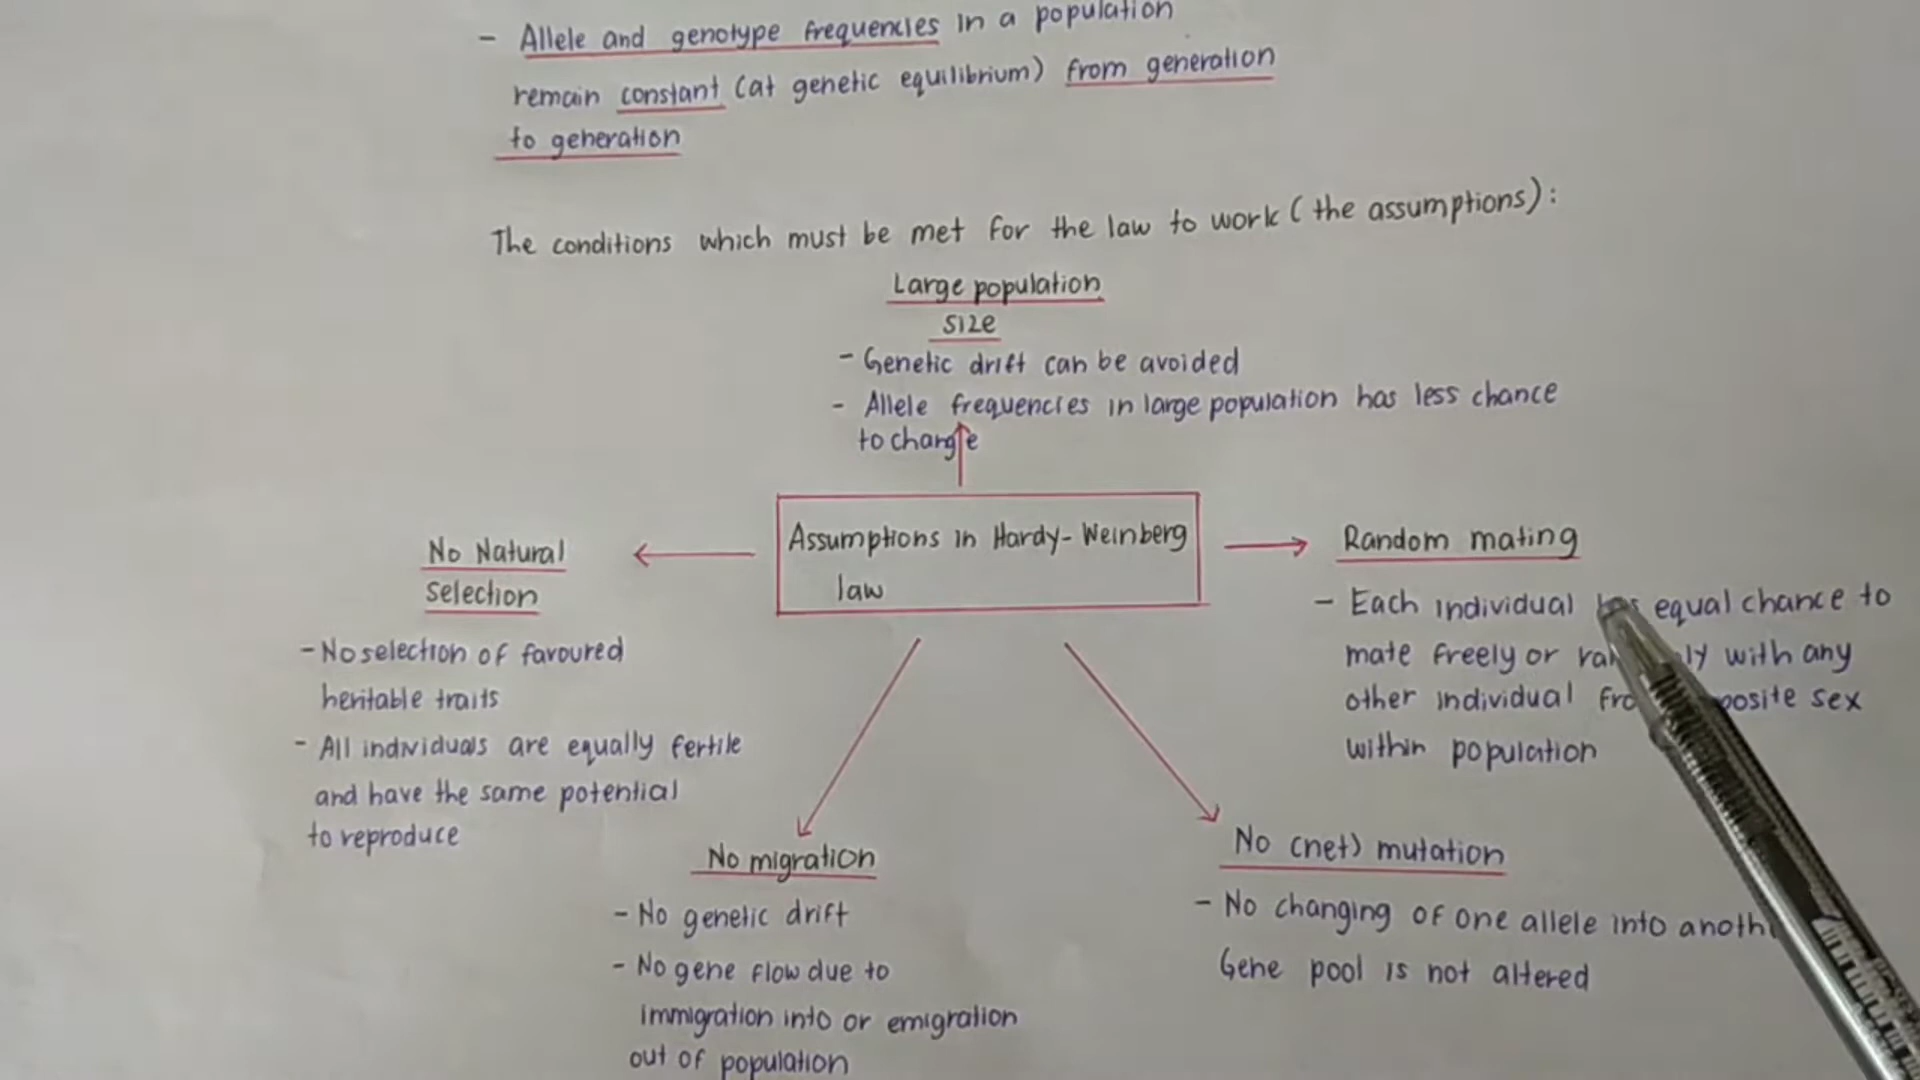 - Allele and genotype frequencies in a population
remain constant (at genetic equilibrium) from generation
to generation
The conditions which must be met for the law to work (the assumptions):
Large population
size
- Genetic drift can be avoided
- Allele frequencies in large population has less chance
to change
Assumptions in Hardy-Weinberg
law
No Natural
Selection
- No selection of favoured
heritable traits
- All individuals are equally fertile
and have the same potential
to reproduce
Random mating
- Each individual equal chance to
mate freely or with any
other individual sex
within population
No migration
- No genetic drift
- No gene flow due to
immigration into or emigration
out of population
No (net) mutation
- No changing of one allele into
Gene pool is not altered